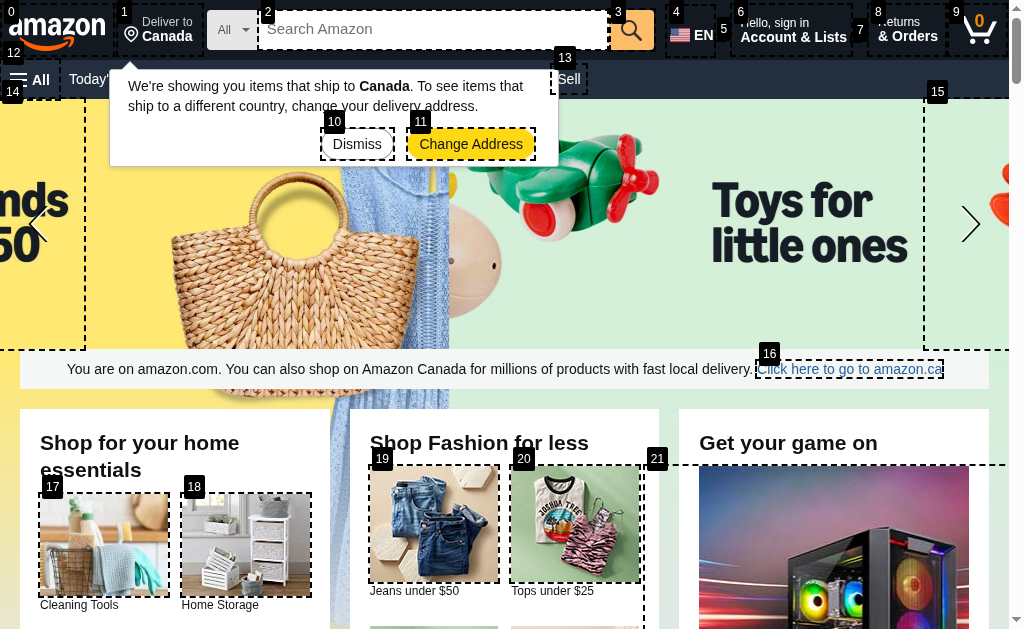 0 1 2 3 4 5 6 7 8 9
amazon
Deliver to
Canada
All
Search Amazon
EN
Hello, sign in
Account & Lists
Returns
& Orders
0
12
13
All
Today'
Sell
14
15
We're showing you items that ship to Canada. To see items that
ship to a different country, change your delivery address.
10
11
Dismiss
Change Address
nds
50
Toys for
little ones
16
You are on amazon.com. You can also shop on Amazon Canada for millions of products with fast local delivery. Click here to go to amazon.ca
Shop for your home
essentials
17
18
Cleaning Tools
Home Storage
Shop Fashion for less
19
20
21
JOSHUA TREE
Jeans under $50
Tops under $25
Get your game on